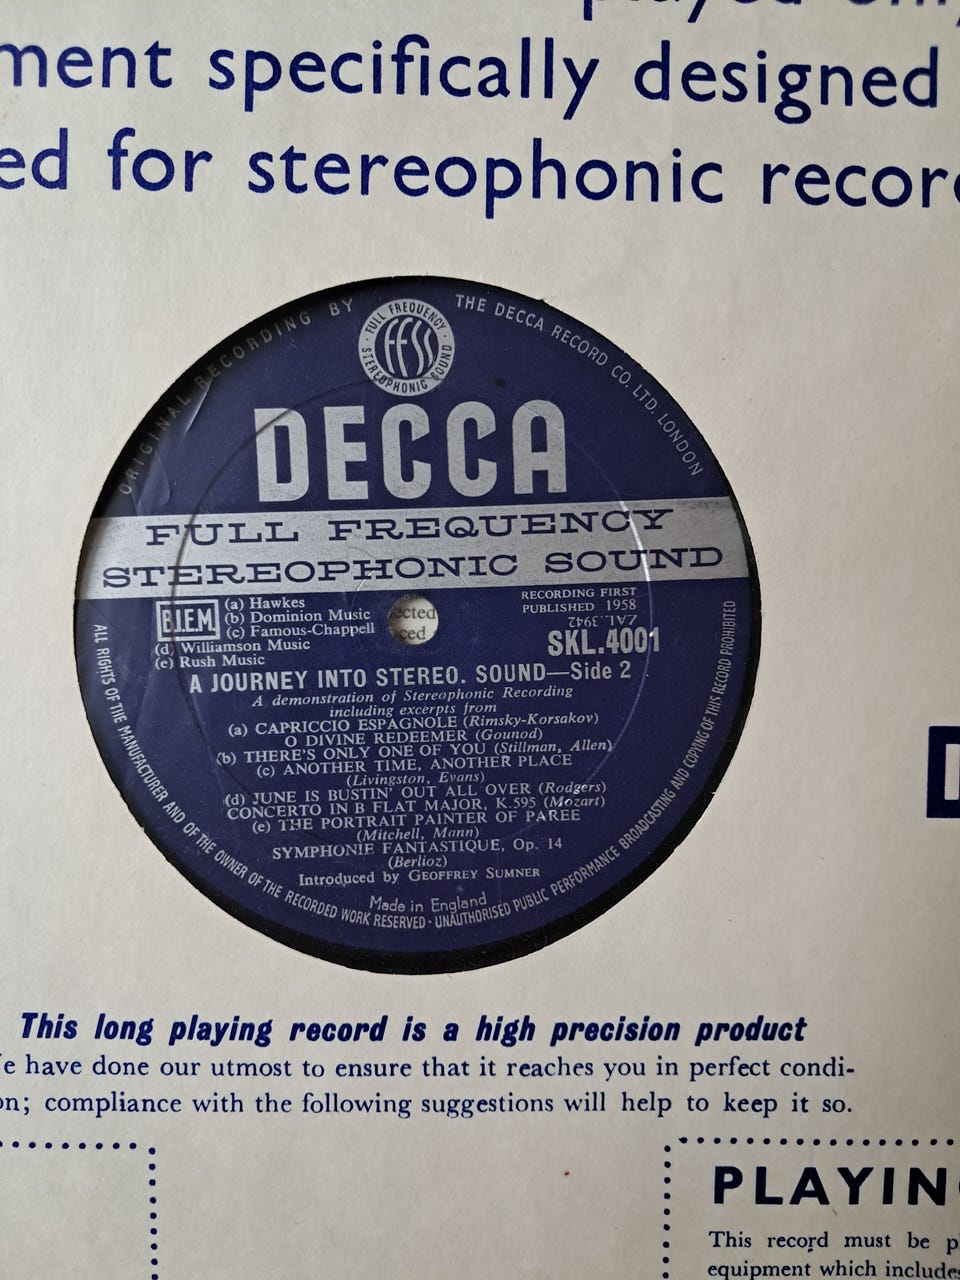 ment specifically designed
ed for stereophonic
ORIGINAL RECORDING BY THE DECCA RECORD CO. LTD. LONDON
· FULL FREQUENCY · STEREOPHONIC SOUND
FFSS
DECCA
FULL FREQUENCY
STEREOPHONIC SOUND
B.I.E.M.
(a) Hawkes
(b) Dominion Music
(c) Famous-Chappell
(d) Williamson Music
(e) Rush Music
RECORDING FIRST
PUBLISHED 1958
ZAL.3942
SKL.4001
A JOURNEY INTO STEREO. SOUND—Side 2
A demonstration of Stereophonic Recording
including excerpts from
(a) CAPRICCIO ESPAGNOLE (Rimsky-Korsakov)
O DIVINE REDEEMER (Gounod)
(b) THERE'S ONLY ONE OF YOU (Stillman, Allen)
(c) ANOTHER TIME, ANOTHER PLACE
(Livingston, Evans)
(d) JUNE IS BUSTIN' OUT ALL OVER (Rodgers)
CONCERTO IN B FLAT MAJOR, K.595 (Mozart)
(e) THE PORTRAIT PAINTER OF PAREE
(Mitchell, Mann)
SYMPHONIE FANTASTIQUE, Op. 14
(Berlioz)
Introduced by GEOFFREY SUMNER
Made in England
ALL RIGHTS OF THE MANUFACTURER AND OF THE OWNER OF THE RECORDED WORK RESERVED · UNAUTHORISED PUBLIC PERFORMANCE BROADCASTING AND COPYING OF THIS RECORD PROHIBITED
This long playing record is a high precision product
e have done our utmost to ensure that it reaches you in perfect condi-
on; compliance with the following suggestions will help to keep it so.
PLAYIN
This record must be
equipment which includes